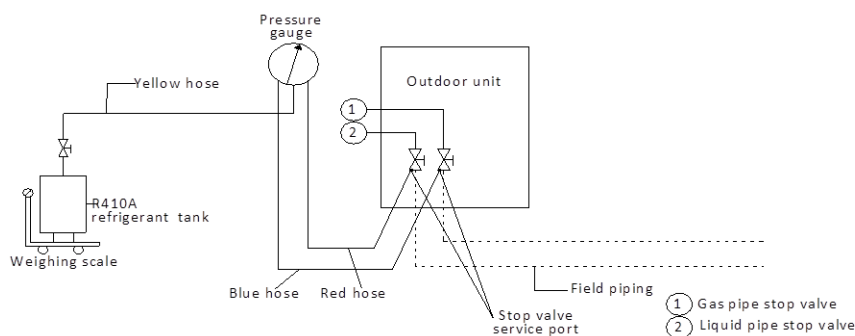 Pressure
gauge
Yellow hose
Outdoor unit
1
2
R410A
refrigerant tank
Weighing scale
Blue hose
Red hose
Field piping
Stop valve
service port
1 Gas pipe stop valve
2 Liquid pipe stop valve